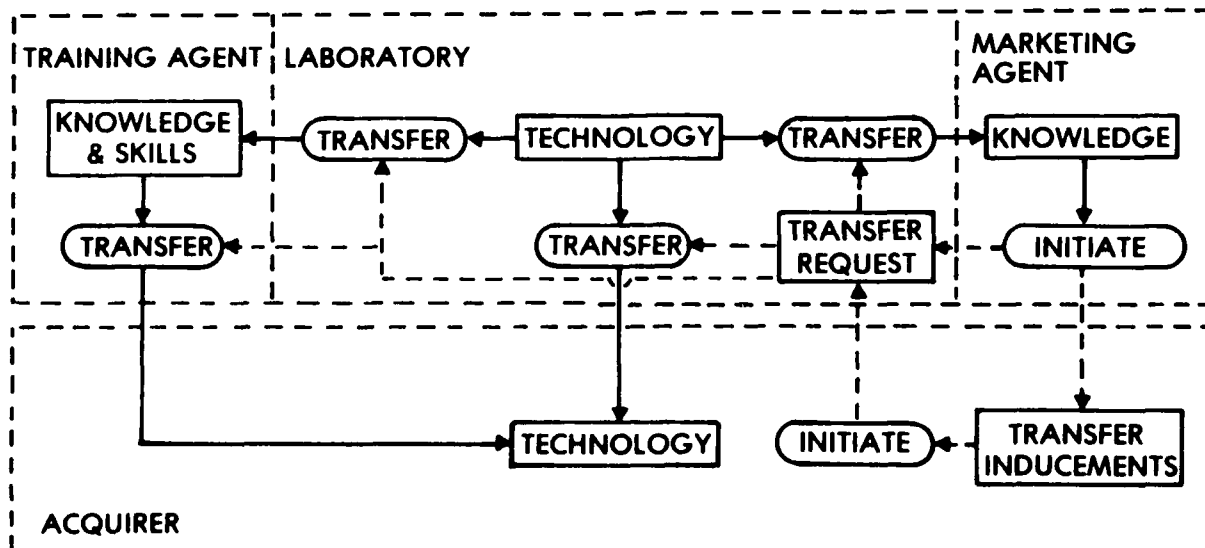 TRAINING AGENT
LABORATORY
MARKETING
AGENT
KNOWLEDGE
& SKILLS
TRANSFER
TECHNOLOGY
TRANSFER
KNOWLEDGE
TRANSFER
TRANSFER
TRANSFER
REQUEST
INITIATE
TECHNOLOGY
INITIATE
TRANSFER
INDUCEMENTS
ACQUIRER